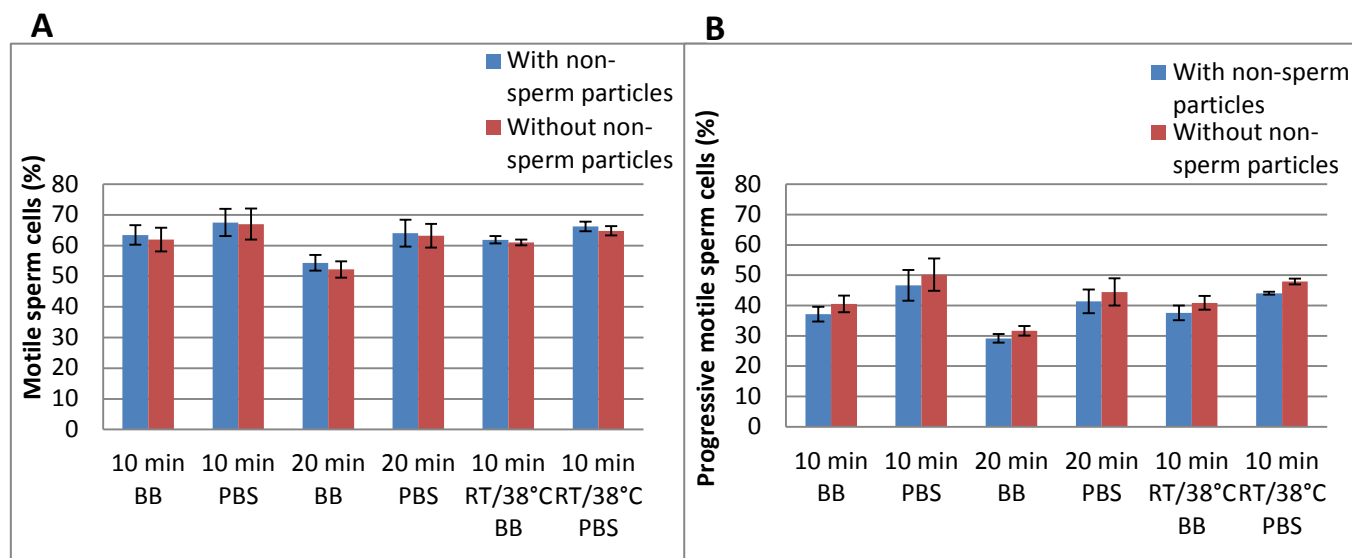 A
With non-
sperm particles
Without non-
sperm particles
Motile sperm cells (%)
80
70
60
50
40
30
20
10
0
10 min
BB
10 min
PBS
20 min
BB
20 min
PBS
10 min
RT/38°C
BB
10 min
RT/38°C
PBS
B
With non-sperm
particles
Without non-
sperm particles
Progressive motile sperm cells (%)
80
70
60
50
40
30
20
10
0
10 min
BB
10 min
PBS
20 min
BB
20 min
PBS
10 min
RT/38°C
BB
10 min
RT/38°C
PBS